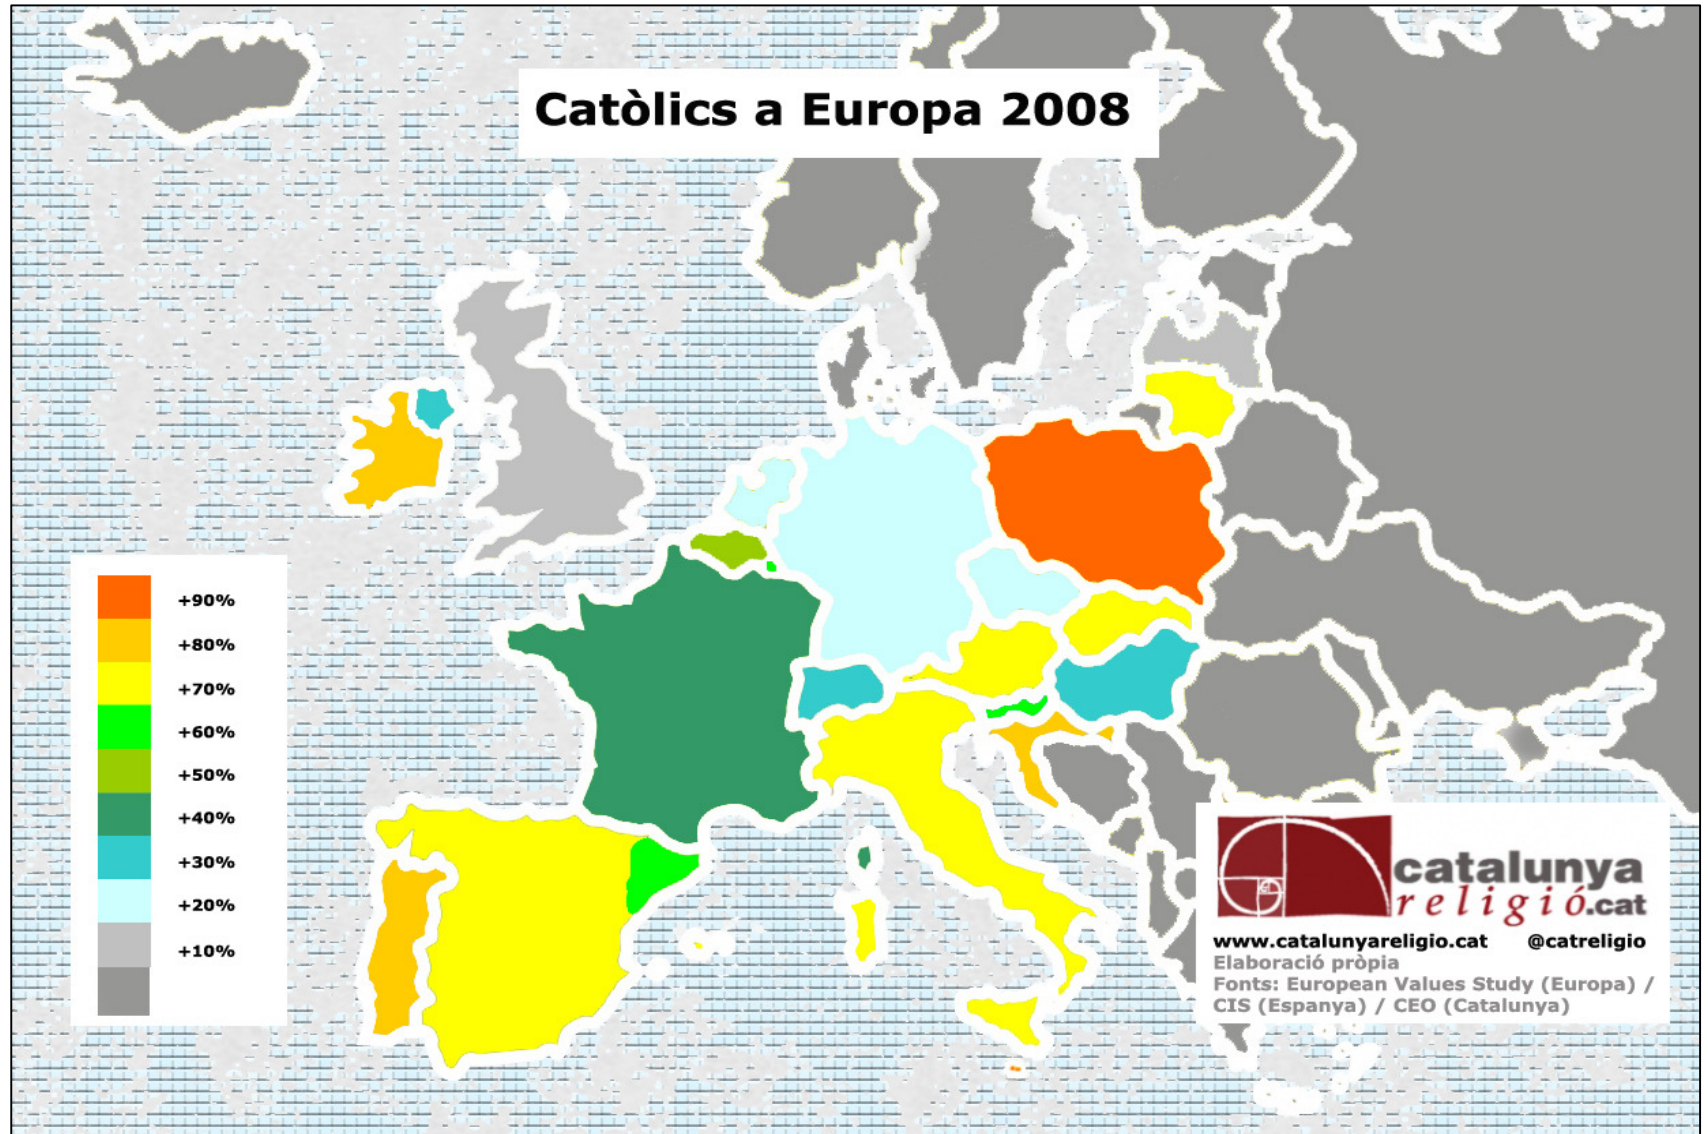 Catòlics a Europa 2008
+90%
+80%
+70%
+60%
+50%
+40%
+30%
+20%
+10%
catalunya
religió.cat
www.catalunyareligio.cat @catreligio
Elaboració pròpia
Fonts: European Values Study (Europa) /
CIS (Espanya) / CEO (Catalunya)